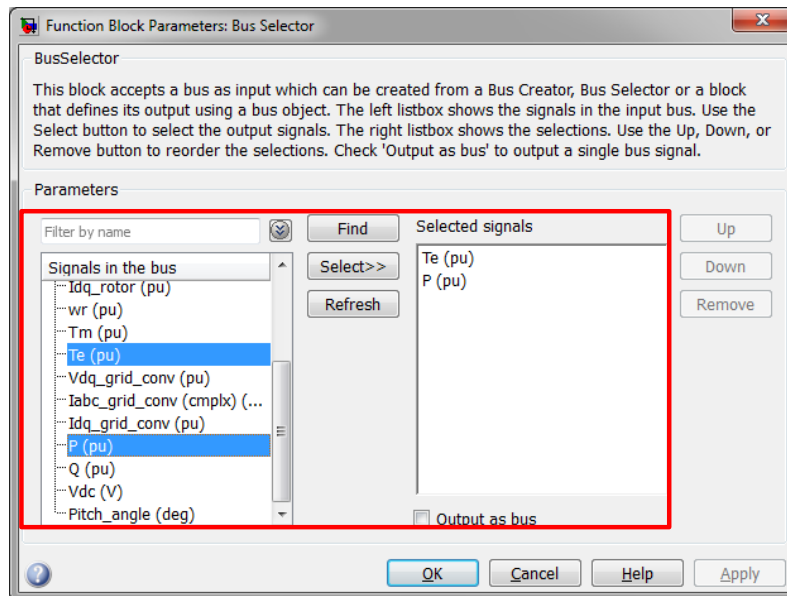 Function Block Parameters: Bus Selector
BusSelector
This block accepts a bus as input which can be created from a Bus Creator, Bus Selector or a block
that defines its output using a bus object. The left listbox shows the signals in the input bus. Use the
Select button to select the output signals. The right listbox shows the selections. Use the Up, Down, or
Remove button to reorder the selections. Check 'Output as bus' to output a single bus signal.
Parameters
Filter by name
Find
Select>>
Refresh
Signals in the bus
Idq_rotor (pu)
wr (pu)
Tm (pu)
Te (pu)
Vdq_grid_conv (pu)
Iabc_grid_conv (cmplx) (...
Idq_grid_conv (pu)
P (pu)
Q (pu)
Vdc (V)
Pitch_angle (deg)
Selected signals
Te (pu)
P (pu)
Output as bus
Up
Down
Remove
OK
Cancel
Help
Apply